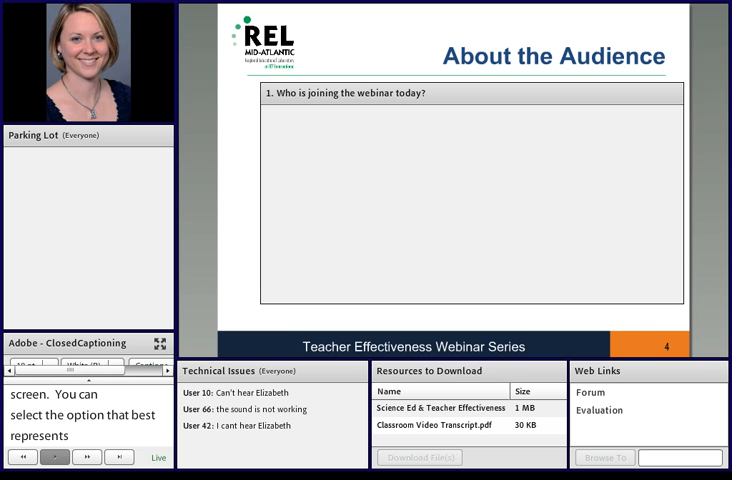 REL
MID-ATLANTIC
About the Audience
1. Who is joining the webinar today?
Teacher Effectiveness Webinar Series
4
Parking Lot (Everyone)
Adobe - ClosedCaptioning
screen. You can
select the option that best
represents
Live
Technical Issues (Everyone)
User 10: Can't hear Elizabeth
User 66: the sound is not working
User 42: I cant hear Elizabeth
Resources to Download
Name Size
Science Ed & Teacher Effectiveness 1 MB
Classroom Video Transcript.pdf 30 KB
Download File(s)
Web Links
Forum
Evaluation
Browse To